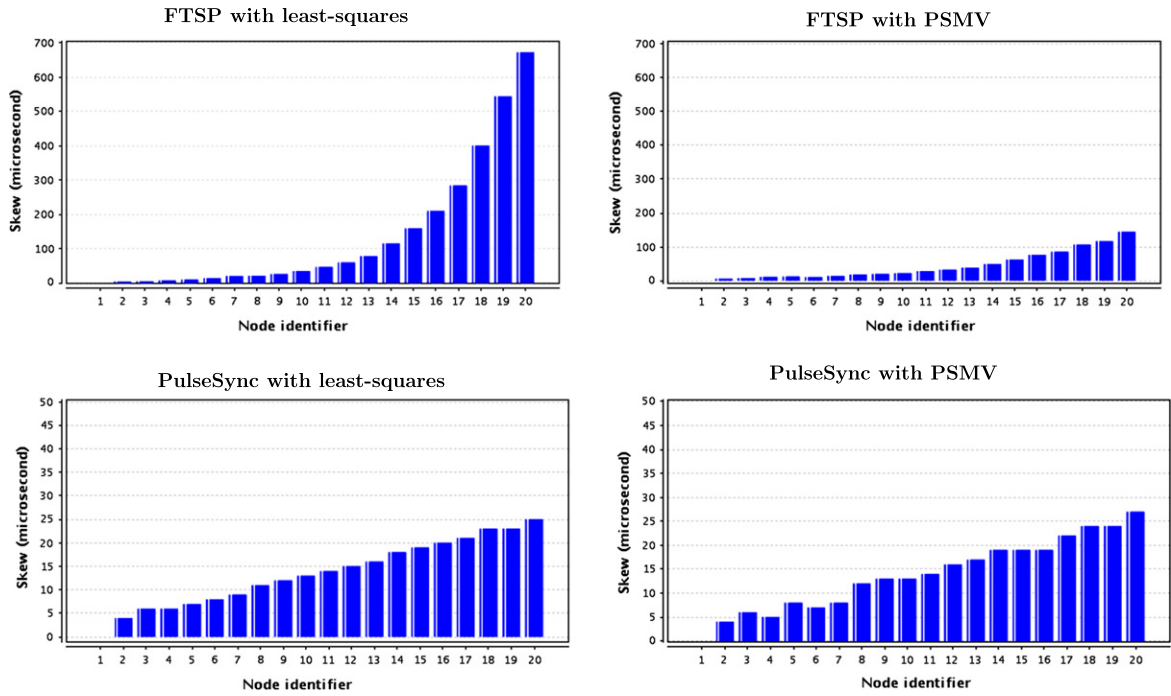 FTSP with least-squares
700
600
500
400
300
200
100
0
Skew (microsecond)
1 2 3 4 5 6 7 8 9 10 11 12 13 14 15 16 17 18 19 20
Node identifier
FTSP with PSMV
700
600
500
400
300
200
100
0
Skew (microsecond)
1 2 3 4 5 6 7 8 9 10 11 12 13 14 15 16 17 18 19 20
Node identifier
PulseSync with least-squares
50
45
40
35
30
25
20
15
10
5
0
Skew (microsecond)
1 2 3 4 5 6 7 8 9 10 11 12 13 14 15 16 17 18 19 20
Node identifier
PulseSync with PSMV
50
45
40
35
30
25
20
15
10
5
0
Skew (microsecond)
1 2 3 4 5 6 7 8 9 10 11 12 13 14 15 16 17 18 19 20
Node identifier